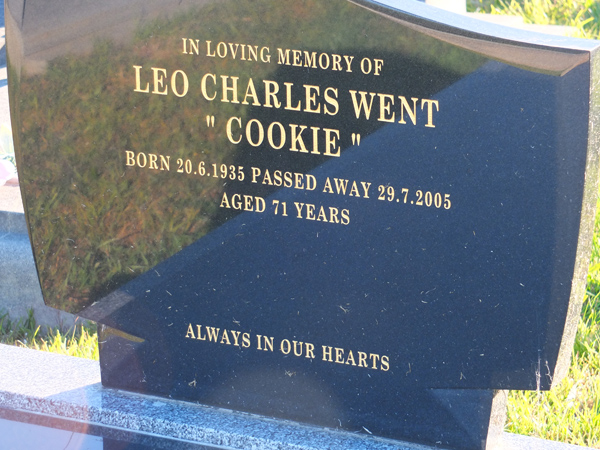 IN LOVING MEMORY OF
LEO CHARLES WENT
" COOKIE "
BORN 20.6.1935 PASSED AWAY 29.7.2005
AGED 71 YEARS
ALWAYS IN OUR HEARTS